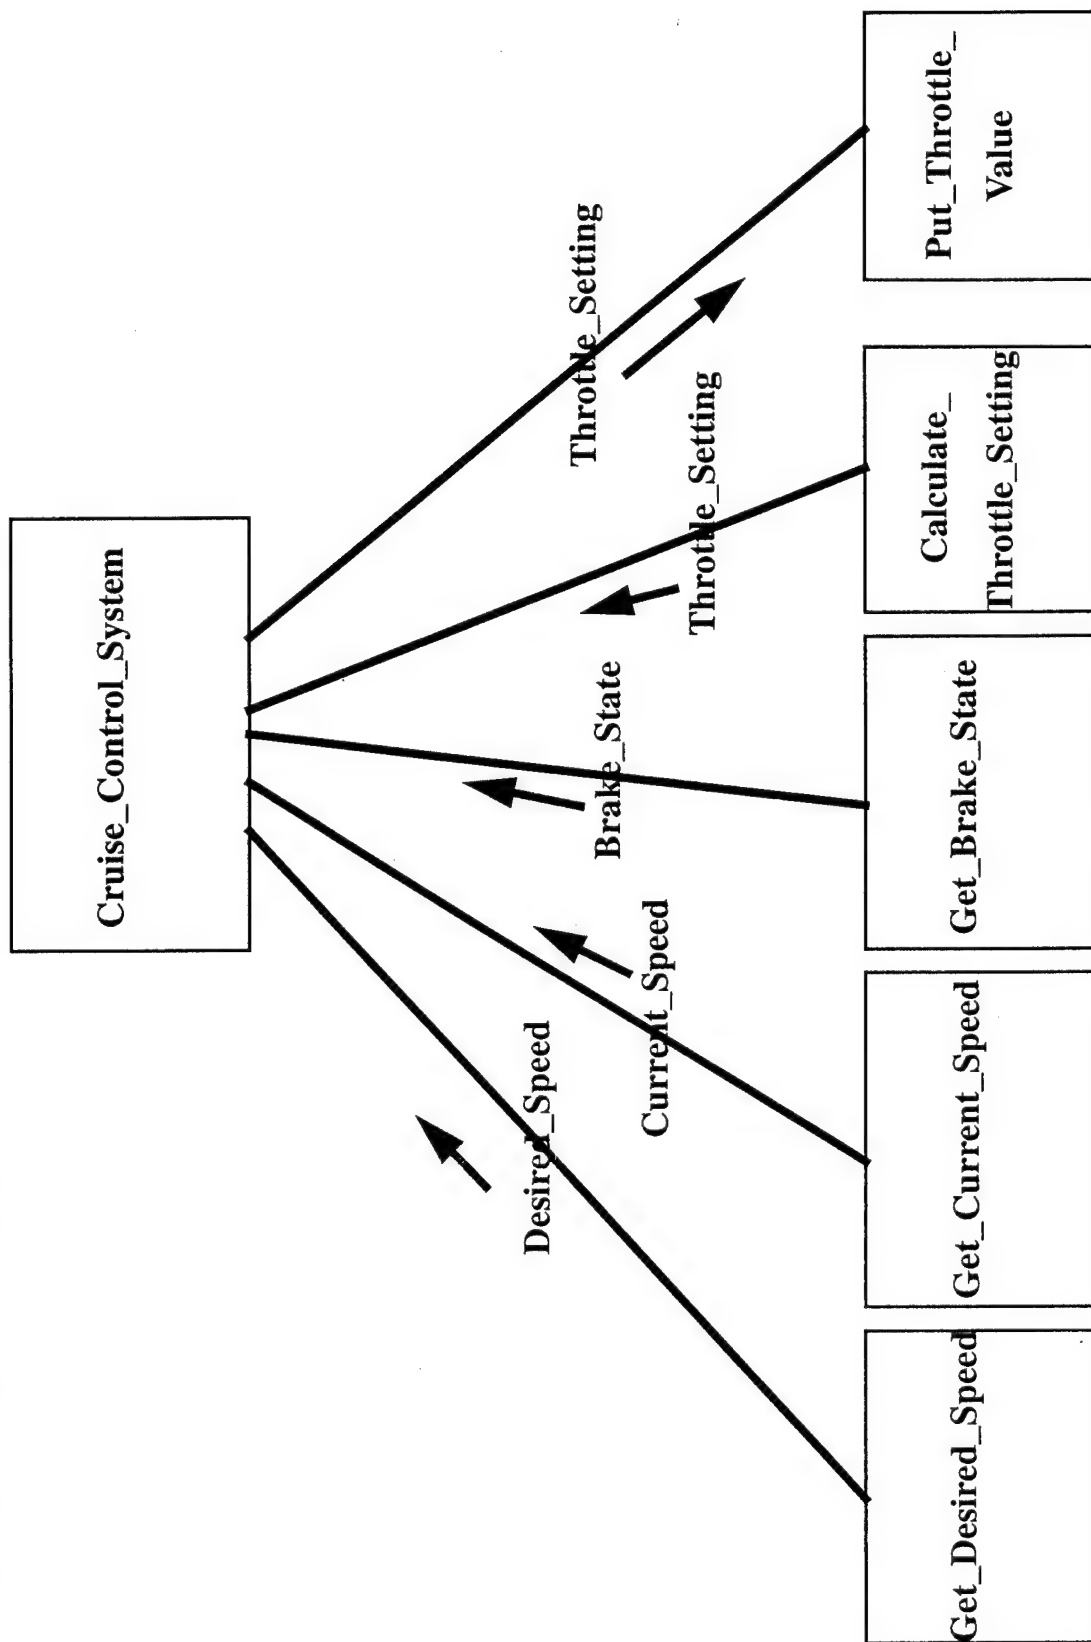 Cruise_Control_System
Desired_Speed
Current_Speed
Brake_State
Throttle_Setting
Throttle_Setting
Get_Desired_Speed
Get_Current_Speed
Get_Brake_State
Calculate_
Throttle_Setting
Put_Throttle_
Value